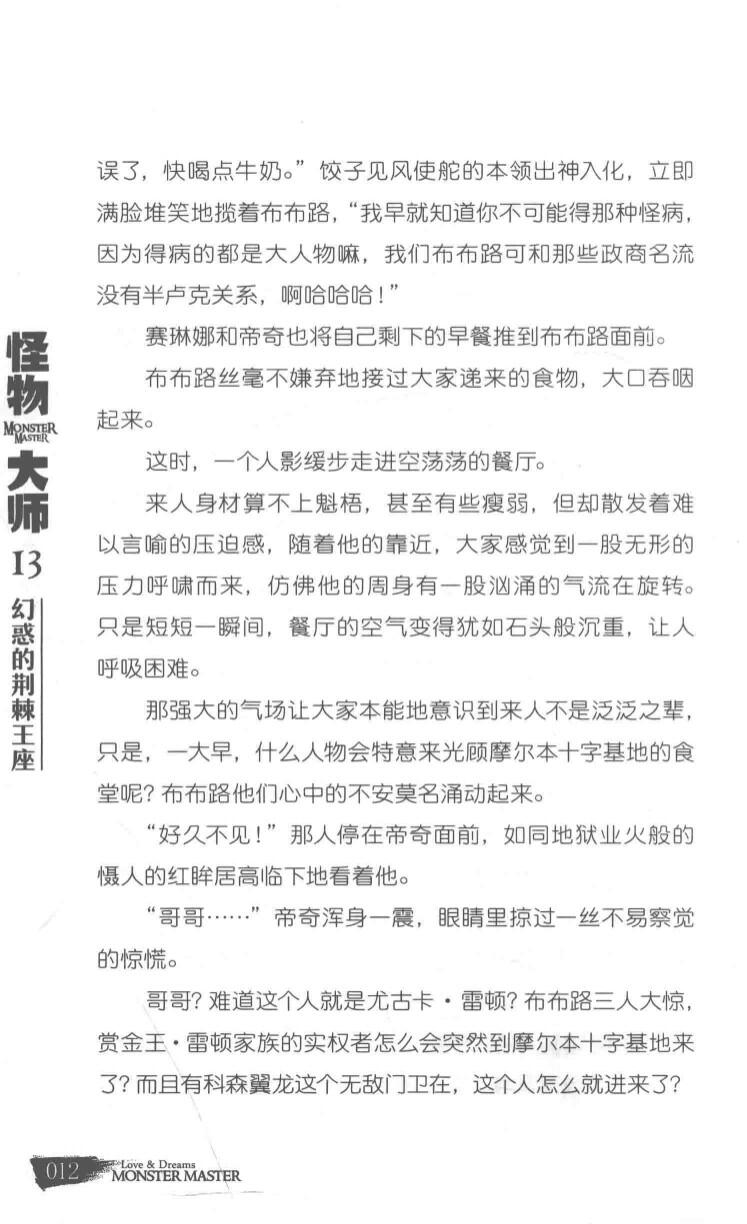 误了，快喝点牛奶。”饺子见风使舵的本领出神入化，立即
满脸堆笑地揽着布布路，“我早就知道你不可能得那种怪病，
因为得病的都是大人物嘛，我们布布路可和那些政商名流
没有半卢克关系，啊哈哈哈！”
赛琳娜和帝奇也将自己剩下的早餐推到布布路面前。
布布路丝毫不嫌弃地接过大家递来的食物，大口吞咽
起来。
这时，一个人影缓步走进空荡荡的餐厅。
来人身材算不上魁梧，甚至有些瘦弱，但却散发着难
以言喻的压迫感，随着他的靠近，大家感觉到一股无形的
压力呼啸而来，仿佛他的周身有一股汹涌的气流在旋转。
只是短短一瞬间，餐厅的空气变得犹如石头般沉重，让人
呼吸困难。
那强大的气场让大家本能地意识到来人不是泛泛之辈，
只是，一大早，什么人物会特意来光顾摩尔本十字基地的食
堂呢？布布路他们心中的不安莫名涌动起来。
“好久不见！”那人停在帝奇面前，如同地狱业火般的
慑人的红眸居高临下地看着他。
“哥哥……”帝奇浑身一震，眼睛里掠过一丝不易察觉
的惊慌。
哥哥？难道这个人就是尤古卡·雷顿？布布路三人大惊，
赏金王·雷顿家族的实权者怎么会突然到摩尔本十字基地来
了？而且有科森翼龙这个无敌门卫在，这个人怎么就进来了？
怪物
MONSTER
MASTER
大师
13
幻惑的荆棘王座
012
Love & Dreams
MONSTER MASTER